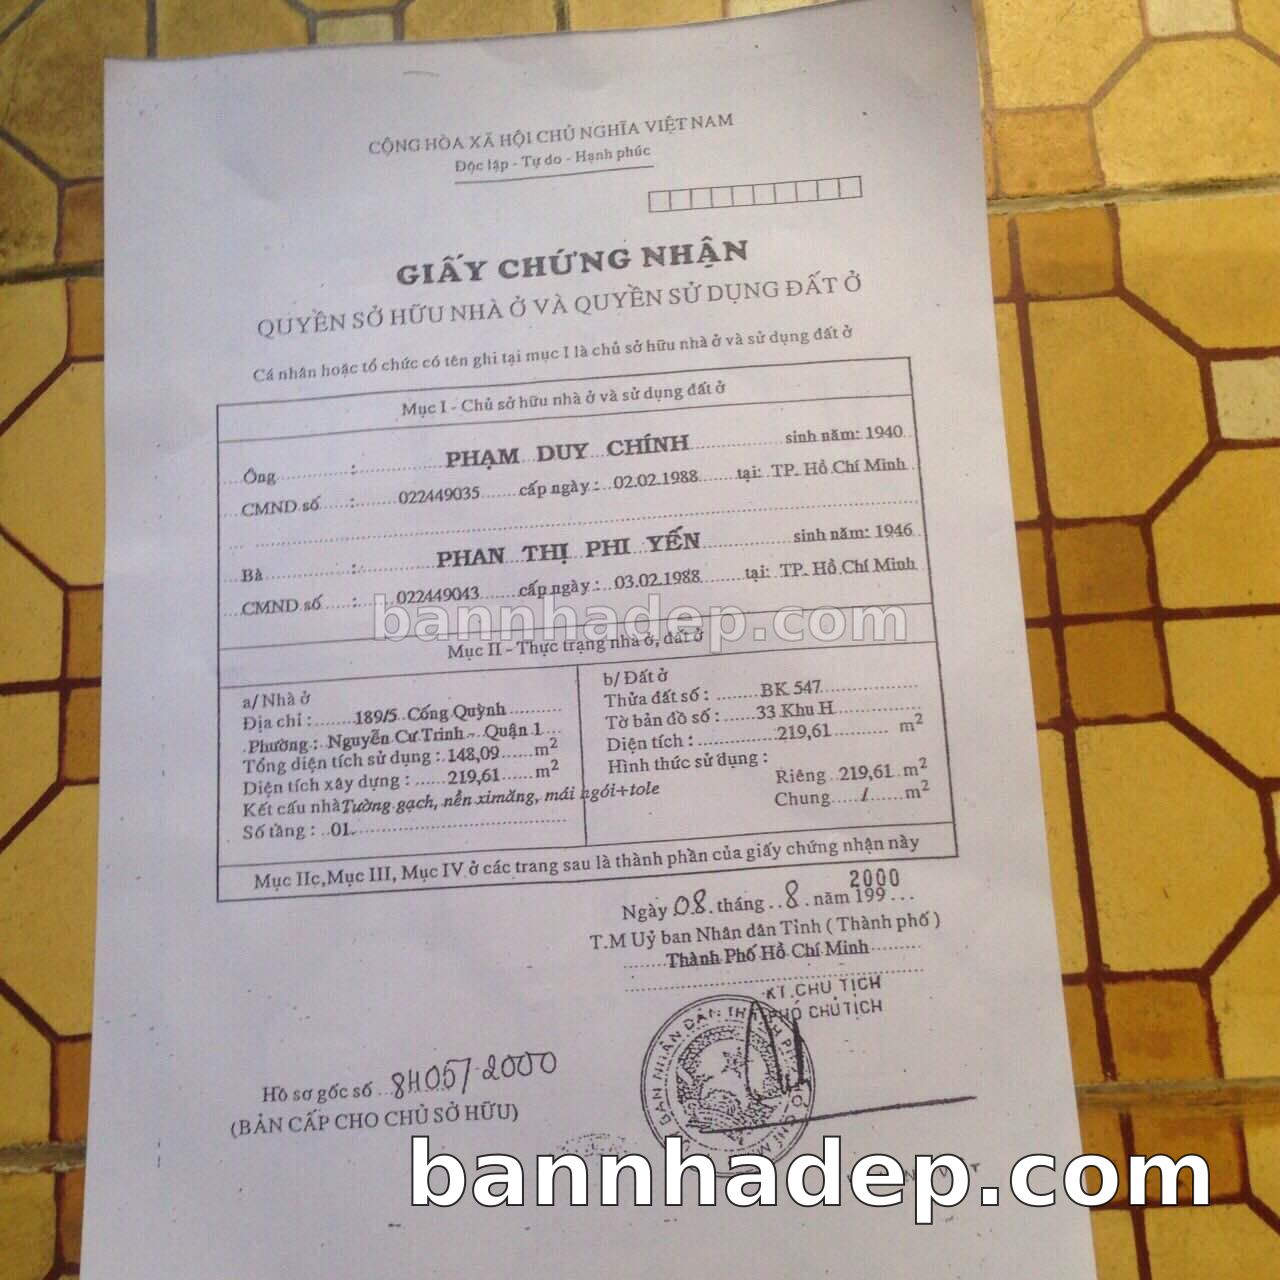 CỘNG HÒA XÃ HỘI CHỦ NGHĨA VIỆT NAM
Độc lập - Tự do - Hạnh phúc
GIẤY CHỨNG NHẬN
QUYỀN SỞ HỮU NHÀ Ở VÀ QUYỀN SỬ DỤNG ĐẤT Ở
Cá nhân hoặc tổ chức có tên ghi tại mục I là chủ sở hữu nhà ở và sử dụng đất ở
Mục I - Chủ sở hữu nhà ở và sử dụng đất ở
Ông : PHẠM DUY CHÍNH sinh năm: 1940
CMND số : 022449035 cấp ngày : 02.02.1988 tại: TP. Hồ Chí Minh
Bà : PHAN THỊ PHI YẾN sinh năm: 1946
CMND số : 022449043 cấp ngày : 03.02.1988 tại: TP. Hồ Chí Minh
bannhadep.com
Mục II - Thực trạng nhà ở, đất ở
a/ Nhà ở
Địa chỉ : 189/5 Cống Quỳnh
Phường : Nguyễn Cư Trinh - Quận 1
Tổng diện tích sử dụng : 148,09 m2
Diện tích xây dựng : 219,61 m2
Kết cấu nhà Tường gạch, nền ximăng, mái ngói+tole
Số tầng : 01.
b/ Đất ở
Thửa đất số : BK 547
Tờ bản đồ số : 33 Khu H
Diện tích : 219,61 m2
Hình thức sử dụng :
Riêng 219,61 m2
Chung / m2
Mục IIc, Mục III, Mục IV ở các trang sau là thành phần của giấy chứng nhận này
2000
Ngày 08 tháng 8 năm 199
T.M Uỷ ban Nhân dân Tỉnh ( Thành phố )
Thành Phố Hồ Chí Minh
KT. CHỦ TỊCH
PHÓ CHỦ TỊCH
Hồ sơ gốc số 8H057-2000
(BẢN CẤP CHO CHỦ SỞ HỮU)
bannhadep.com